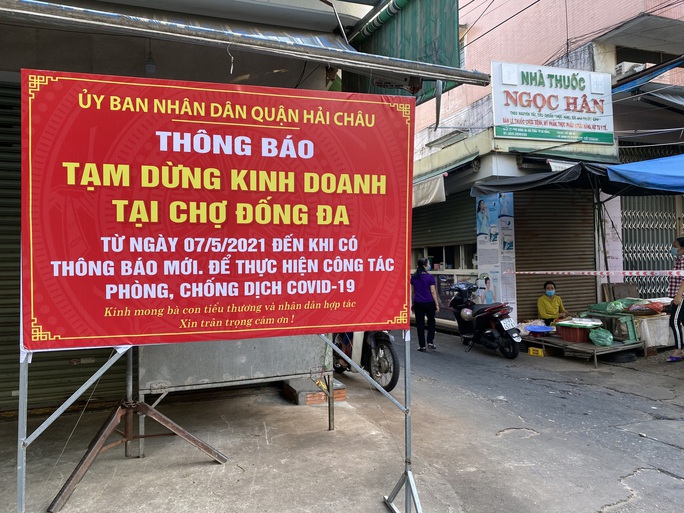 ỦY BAN NHÂN DÂN QUẬN HẢI CHÂU
THÔNG BÁO
TẠM DỪNG KINH DOANH
TẠI CHỢ ĐỐNG ĐA
TỪ NGÀY 07/5/2021 ĐẾN KHI CÓ
THÔNG BÁO MỚI. ĐỂ THỰC HIỆN CÔNG TÁC
PHÒNG, CHỐNG DỊCH COVID-19
Kính mong bà con tiểu thương và nhân dân hợp tác
Xin trân trọng cảm ơn !
NHÀ THUỐC
NGỌC HÂN